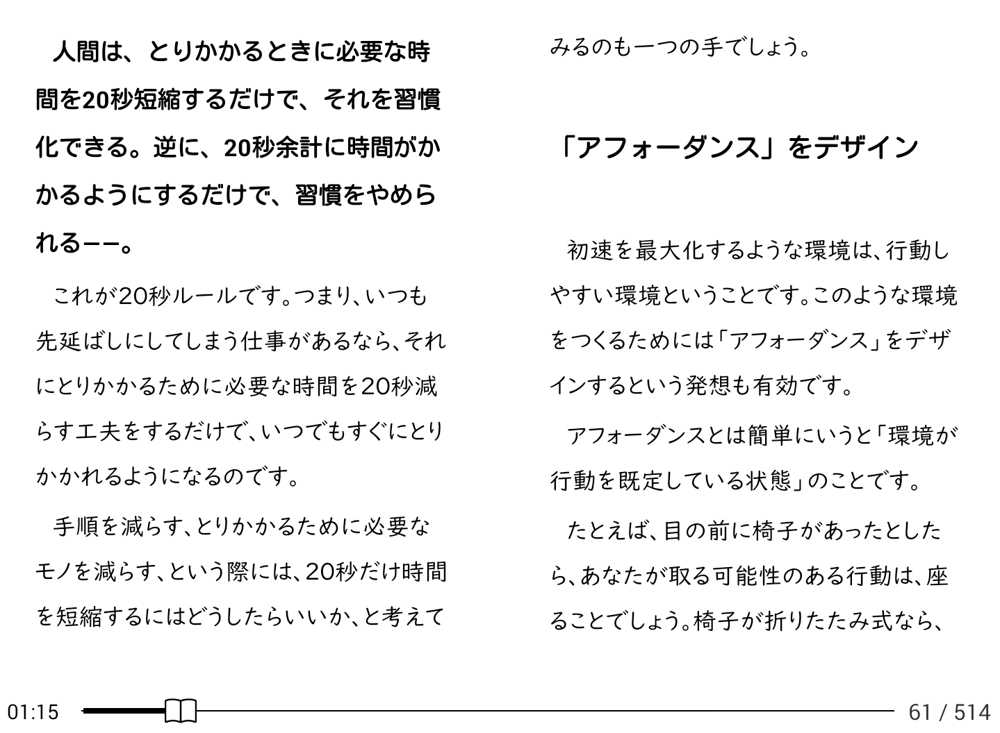 人間は、とりかかるときに必要な時
間を20秒短縮するだけで、それを習慣
化できる。逆に、20秒余計に時間がか
かるようにするだけで、習慣をやめら
れる——。
これが20秒ルールです。つまり、いつも
先延ばしにしてしまう仕事があるなら、それ
にとりかかるために必要な時間を20秒減
らす工夫をするだけで、いつでもすぐにとり
かかれるようになるのです。
手順を減らす、とりかかるために必要な
モノを減らす、という際には、20秒だけ時間
を短縮するにはどうしたらいいか、と考えて
みるのも一つの手でしょう。
「アフォーダンス」をデザイン
初速を最大化するような環境は、行動し
やすい環境ということです。このような環境
をつくるためには「アフォーダンス」をデザ
インするという発想も有効です。
アフォーダンスとは簡単にいうと「環境が
行動を既定している状態」のことです。
たとえば、目の前に椅子があったとした
ら、あなたが取る可能性のある行動は、座
ることでしょう。椅子が折りたたみ式なら、
01:15
61 / 514